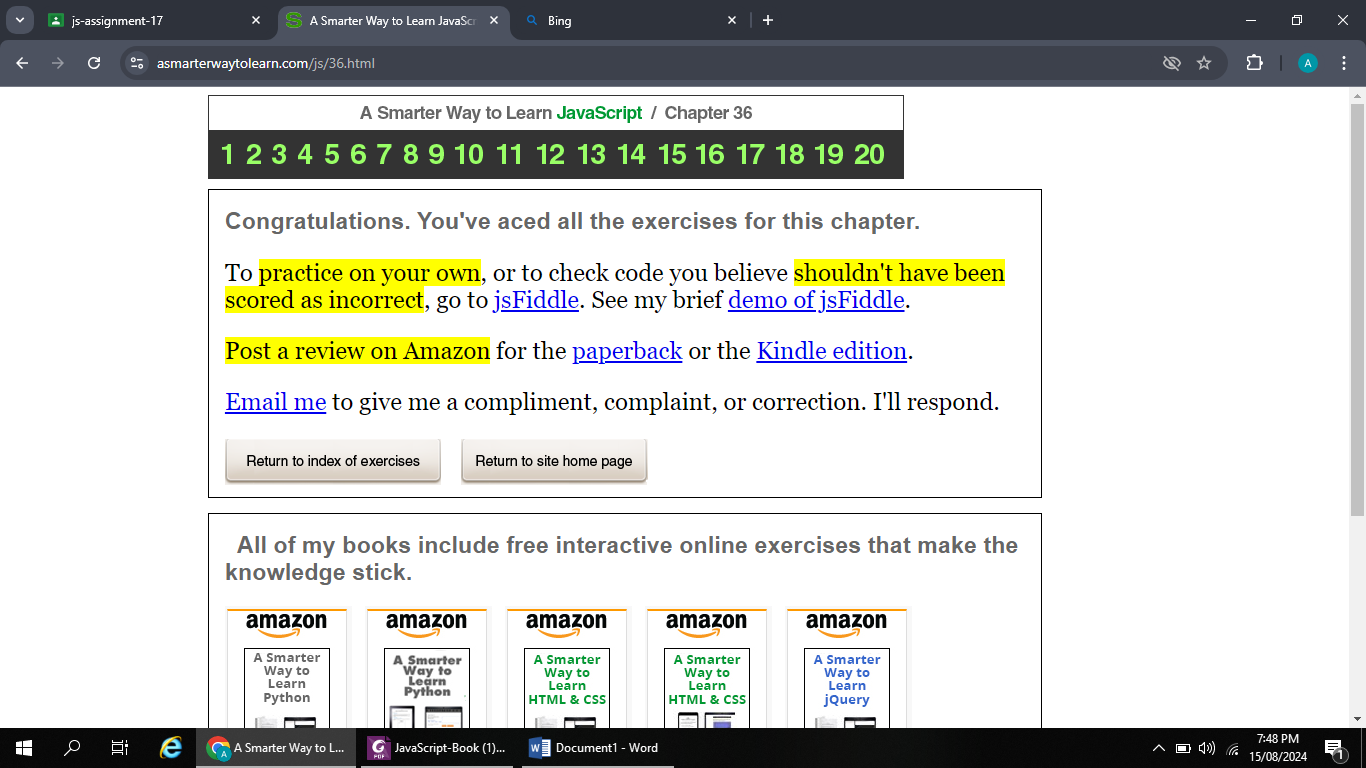 js-assignment-17
A Smarter Way to Learn JavaScr
Bing
asmarterwaytolearn.com/js/36.html
A
A Smarter Way to Learn JavaScript / Chapter 36
1 2 3 4 5 6 7 8 9 10 11 12 13 14 15 16 17 18 19 20
Congratulations. You've aced all the exercises for this chapter.
To practice on your own, or to check code you believe shouldn't have been
scored as incorrect, go to jsFiddle. See my brief demo of jsFiddle.
Post a review on Amazon for the paperback or the Kindle edition.
Email me to give me a compliment, complaint, or correction. I'll respond.
Return to index of exercises
Return to site home page
All of my books include free interactive online exercises that make the
knowledge stick.
amazon
A Smarter
Way to
Learn
Python
amazon
A Smarter
Way to
Learn
Python
amazon
A Smarter
Way to
Learn
HTML & CSS
amazon
A Smarter
Way to
Learn
HTML & CSS
amazon
A Smarter
Way to
Learn
jQuery
A Smarter Way to L...
JavaScript-Book (1)...
Document1 - Word
7:48 PM
15/08/2024
1